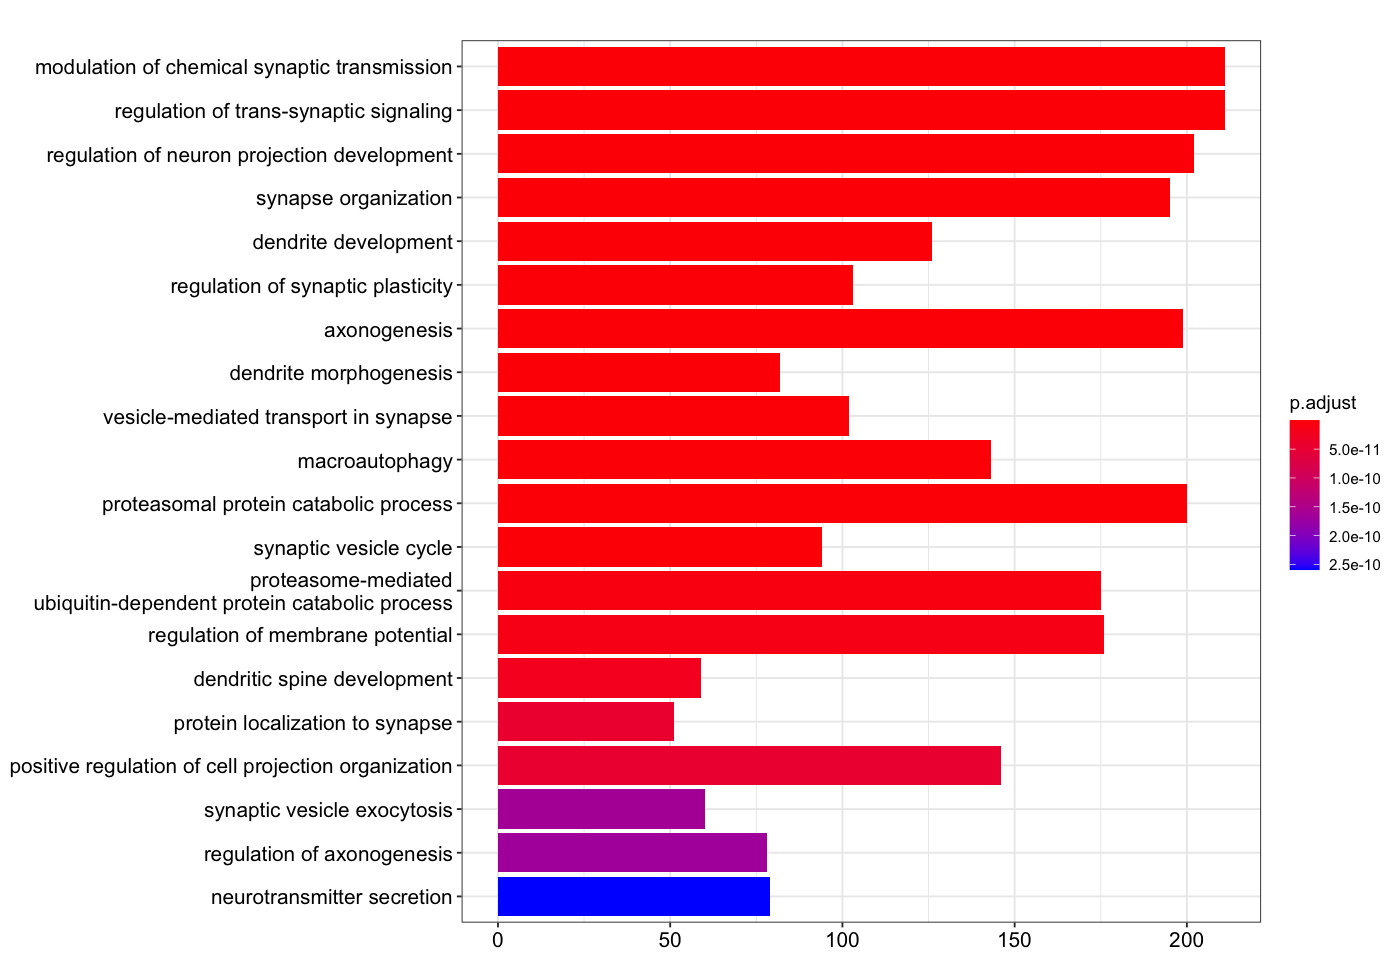 modulation of chemical synaptic transmission
regulation of trans-synaptic signaling
regulation of neuron projection development
synapse organization
dendrite development
regulation of synaptic plasticity
axonogenesis
dendrite morphogenesis
vesicle-mediated transport in synapse
macroautophagy
proteasomal protein catabolic process
synaptic vesicle cycle
proteasome-mediated
ubiquitin-dependent protein catabolic process
regulation of membrane potential
dendritic spine development
protein localization to synapse
positive regulation of cell projection organization
synaptic vesicle exocytosis
regulation of axonogenesis
neurotransmitter secretion
0 50 100 150 200
p.adjust
5.0e-11
1.0e-10
1.5e-10
2.0e-10
2.5e-10